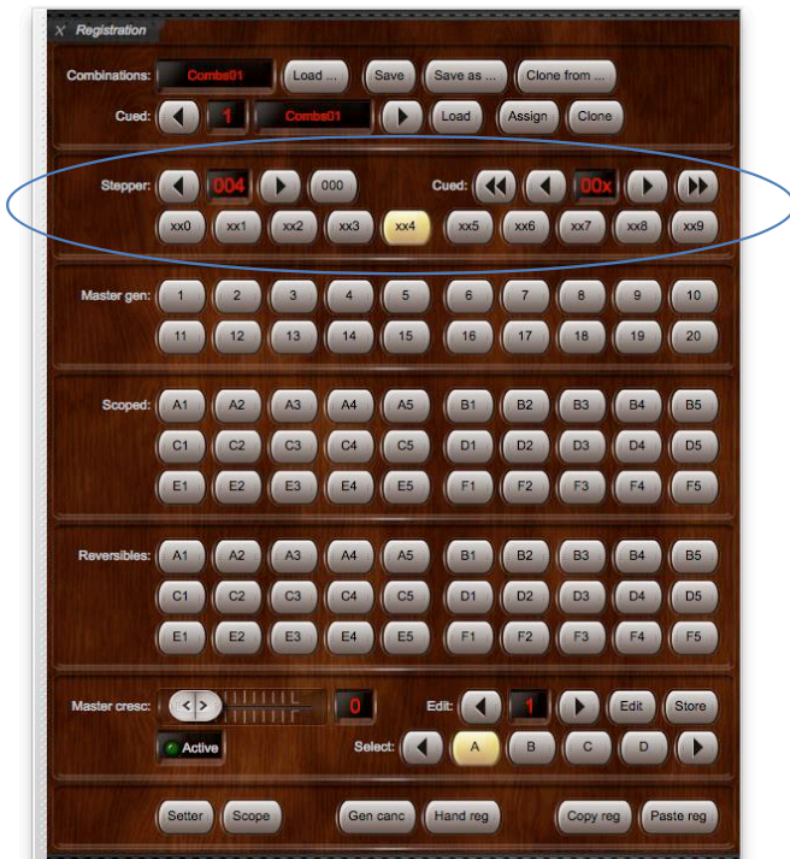 Registration
Combinations: Combs01 Load ... Save Save as ... Clone from ...
Cued: 1 Combs01 Load Assign Clone
Stepper: 004 000 Cued: 00x
xx0 xx1 xx2 xx3 xx4 xx5 xx6 xx7 xx8 xx9
Master gen: 1 2 3 4 5 6 7 8 9 10
11 12 13 14 15 16 17 18 19 20
Scoped: A1 A2 A3 A4 A5 B1 B2 B3 B4 B5
C1 C2 C3 C4 C5 D1 D2 D3 D4 D5
E1 E2 E3 E4 E5 F1 F2 F3 F4 F5
Reversibles: A1 A2 A3 A4 A5 B1 B2 B3 B4 B5
C1 C2 C3 C4 C5 D1 D2 D3 D4 D5
E1 E2 E3 E4 E5 F1 F2 F3 F4 F5
Master cresc: < > 0 Edit: 1 Edit Store
Active Select: A B C D
Setter Scope Gen canc Hand reg Copy reg Paste reg